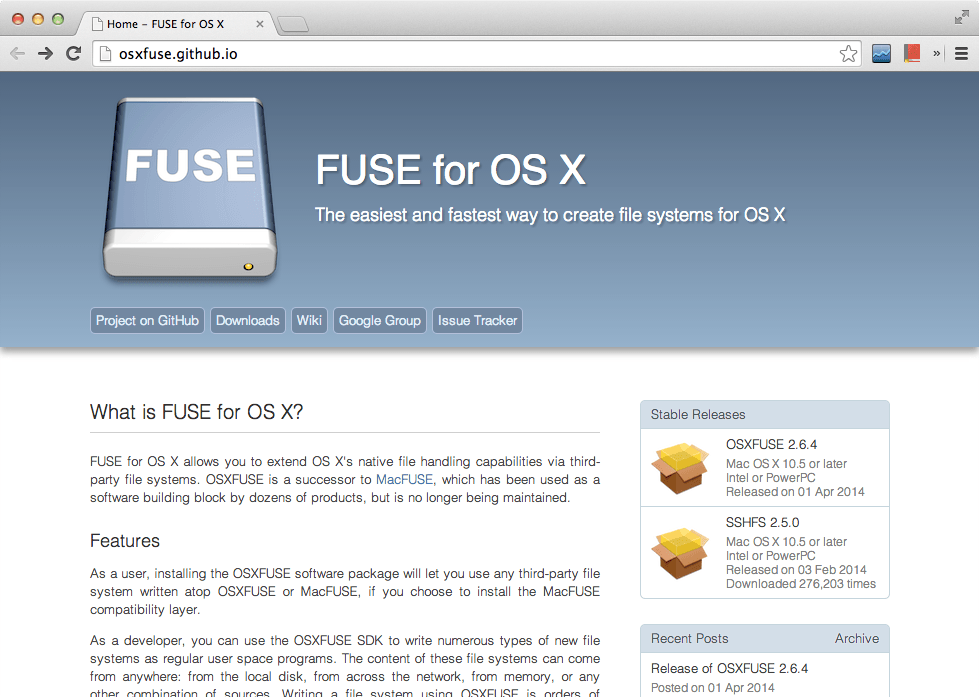 Home – FUSE for OS X
osxfuse.github.io
»
FUSE
FUSE for OS X
The easiest and fastest way to create file systems for OS X
Project on GitHub
Downloads
Wiki
Google Group
Issue Tracker
What is FUSE for OS X?
FUSE for OS X allows you to extend OS X's native file handling capabilities via third-
party file systems. OSXFUSE is a successor to MacFUSE, which has been used as a
software building block by dozens of products, but is no longer being maintained.
Features
As a user, installing the OSXFUSE software package will let you use any third-party file
system written atop OSXFUSE or MacFUSE, if you choose to install the MacFUSE
compatibility layer.
As a developer, you can use the OSXFUSE SDK to write numerous types of new file
systems as regular user space programs. The content of these file systems can come
from anywhere: from the local disk, from across the network, from memory, or any
other combination of sources. Writing a file system using OSXFUSE is orders of
Stable Releases
OSXFUSE 2.6.4
Mac OS X 10.5 or later
Intel or PowerPC
Released on 01 Apr 2014
SSHFS 2.5.0
Mac OS X 10.5 or later
Intel or PowerPC
Released on 03 Feb 2014
Downloaded 276,203 times
Recent Posts
Archive
Release of OSXFUSE 2.6.4
Posted on 01 Apr 2014